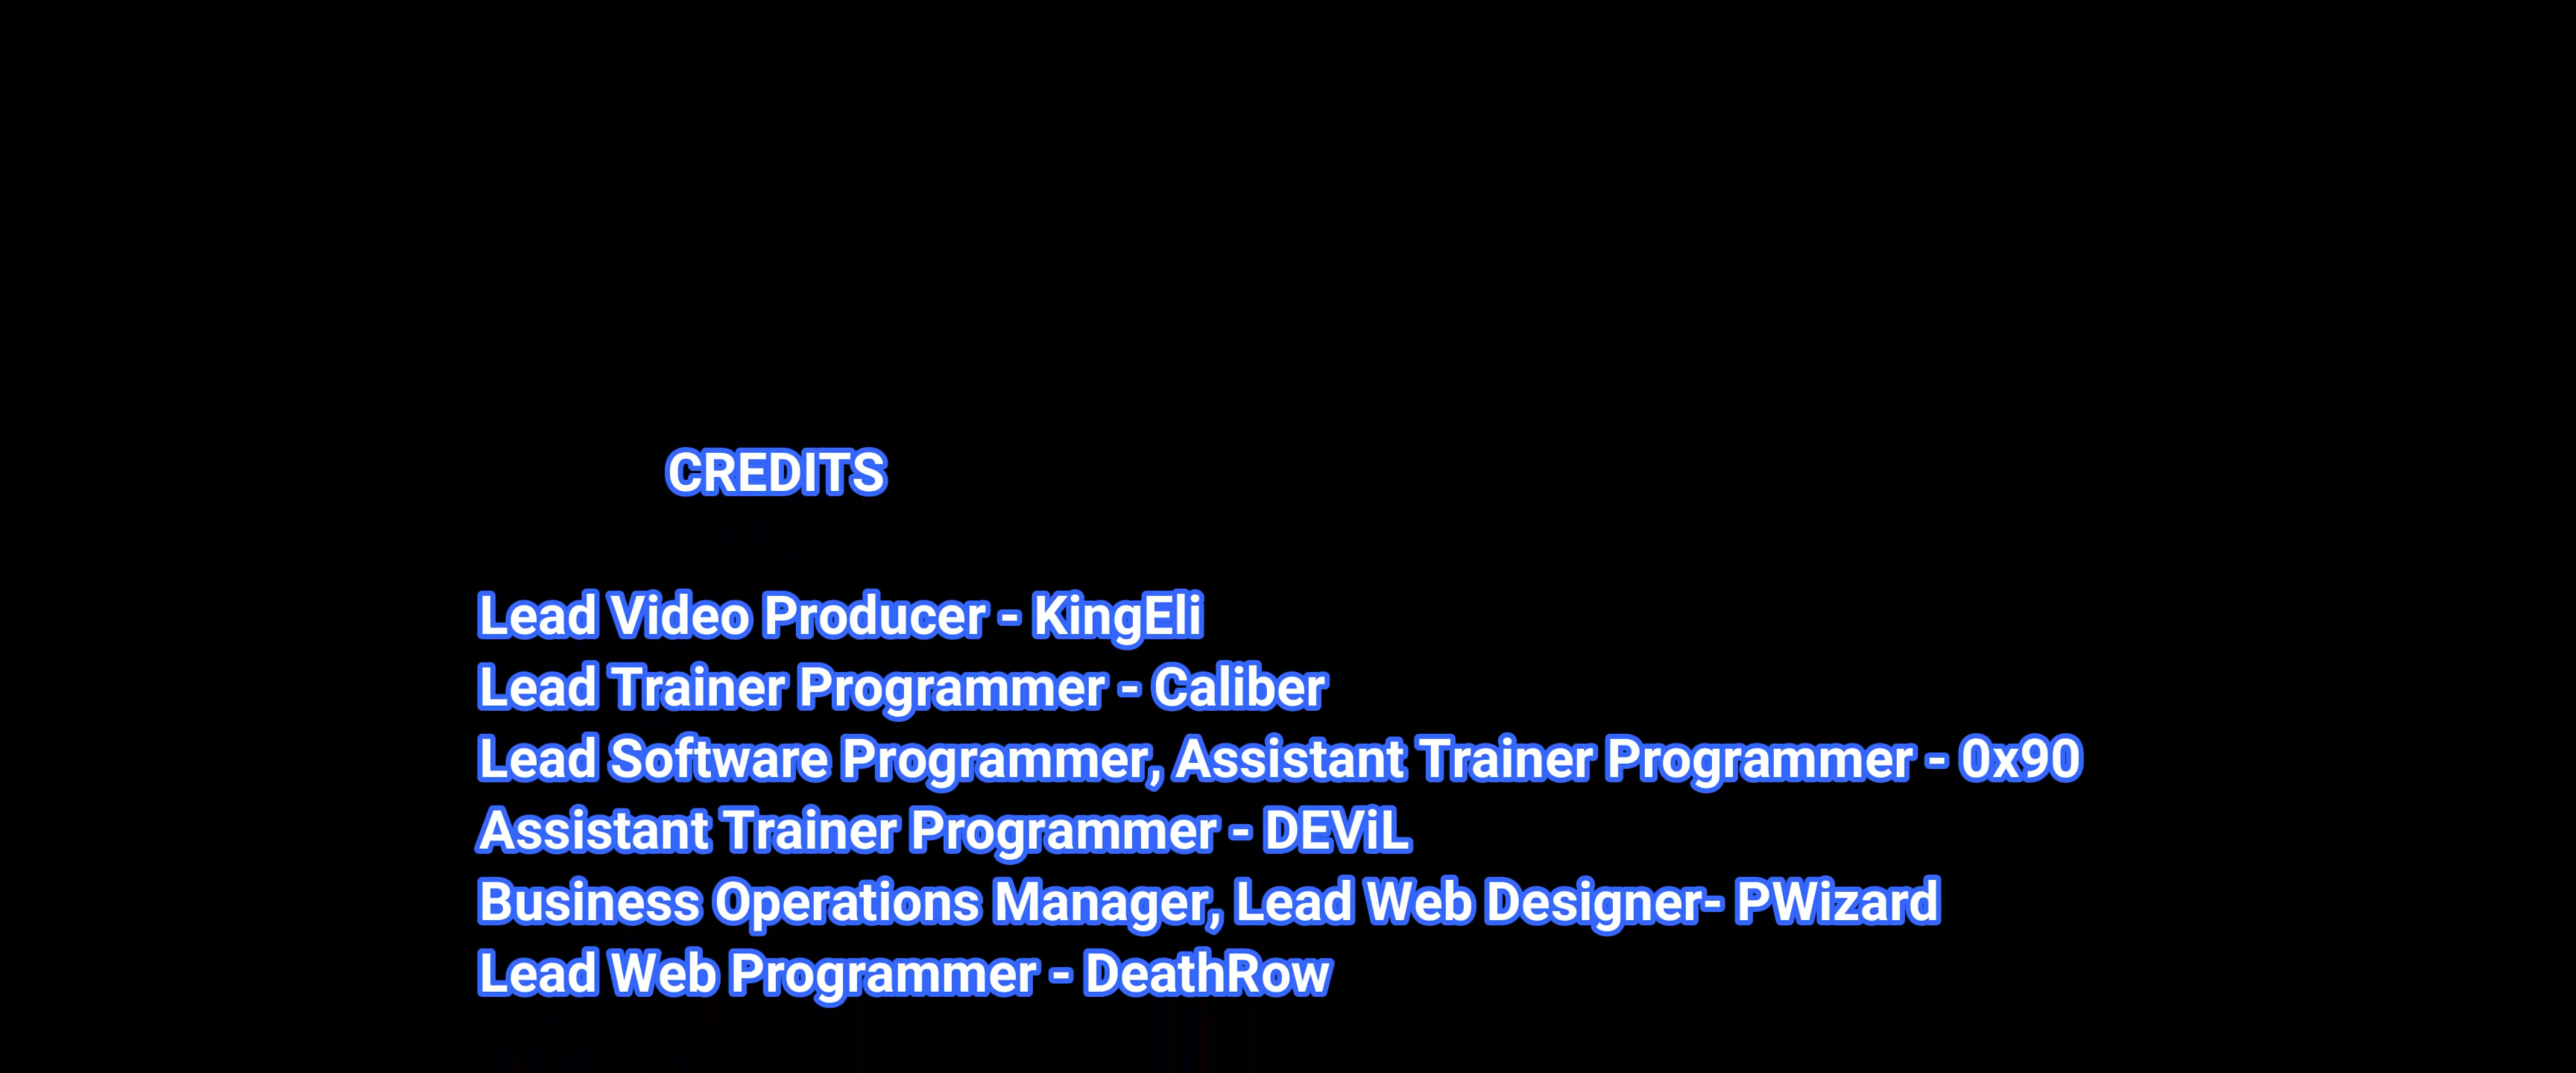 CREDITS
Lead Video Producer - KingEli
Lead Trainer Programmer - Caliber
Lead Software Programmer, Assistant Trainer Programmer - 0x90
Assistant Trainer Programmer - DEViL
Business Operations Manager, Lead Web Designer- PWizard
Lead Web Programmer - DeathRow